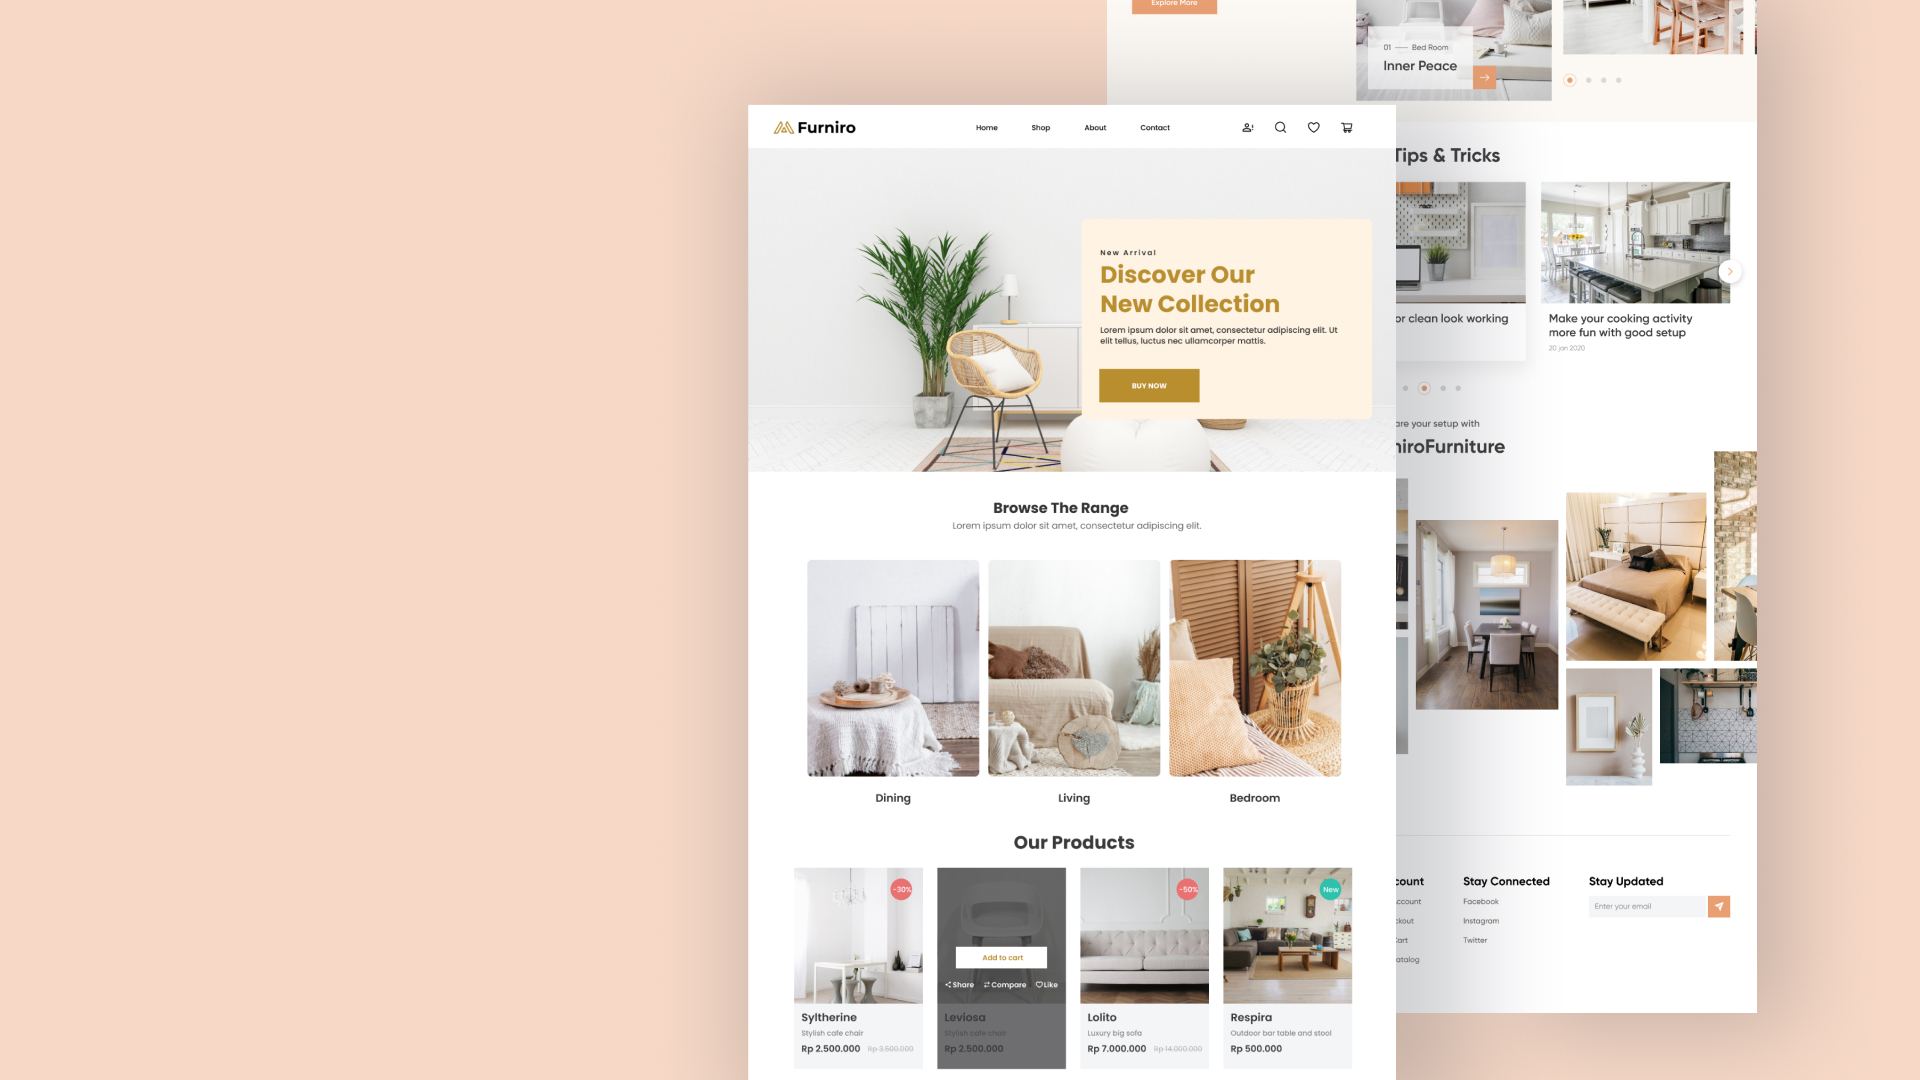 Furniro
Home
Shop
About
Contact
New Arrival
Discover Our
New Collection
Lorem ipsum dolor sit amet, consectetur adipiscing elit. Ut
elit tellus, luctus nec ullamcorper mattis.
BUY NOW
Browse The Range
Lorem ipsum dolor sit amet, consectetur adipiscing elit.
Dining
Living
Bedroom
Our Products
-30%
Syltherine
Stylish cafe chair
Rp 2.500.000 Rp 3.500.000
Add to cart
Share
Compare
Like
Leviosa
Stylish cafe chair
Rp 2.500.000
-50%
Lolito
Luxury big sofa
Rp 7.000.000 Rp 14.000.000
New
Respira
Outdoor bar table and stool
Rp 500.000
Explore More
01 Bed Room
Inner Peace
Tips & Tricks
or clean look working
Make your cooking activity
more fun with good setup
20 jan 2020
are your setup with
niroFurniture
count
ccount
ckout
Cart
atalog
Stay Connected
Facebook
Instagram
Twitter
Stay Updated
Enter your email